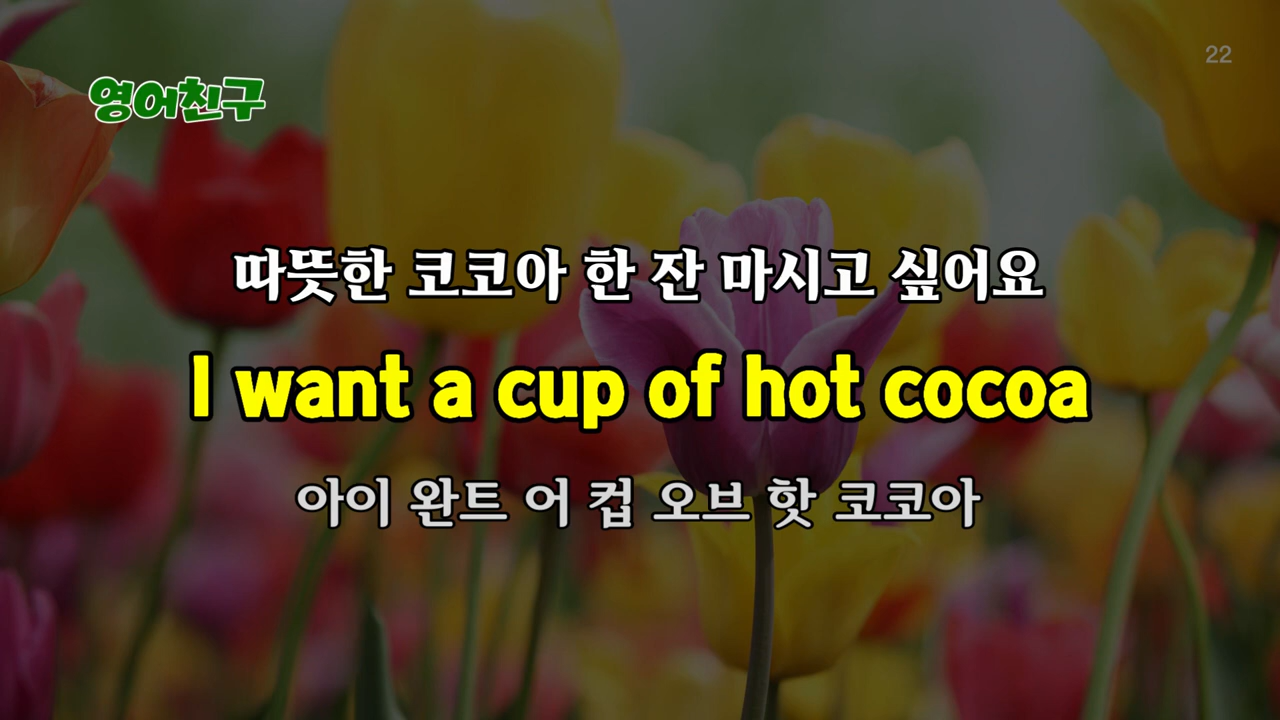 22
영어친구
따뜻한 코코아 한 잔 마시고 싶어요
I want a cup of hot cocoa
아이 완트 어 컵 오브 핫 코코아